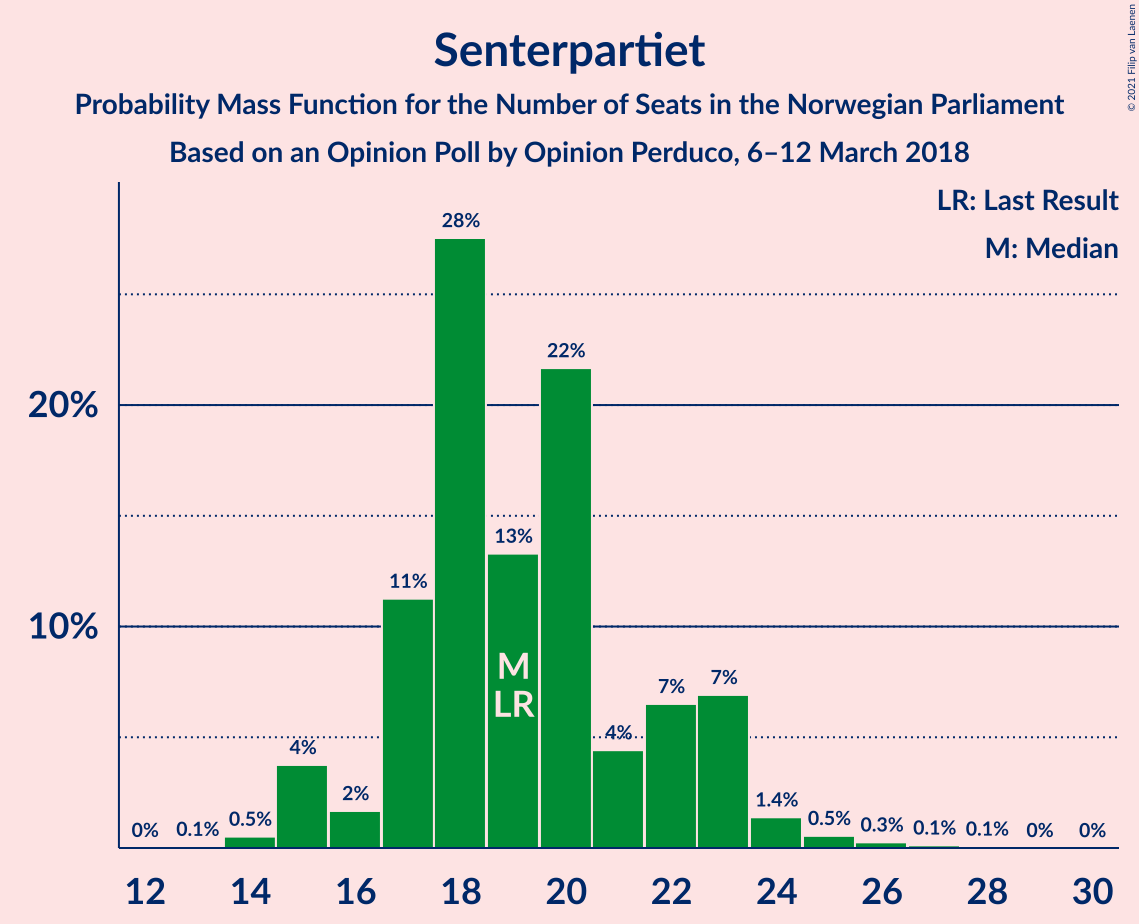 Senterpartiet
Probability Mass Function for the Number of Seats in the Norwegian Parliament
Based on an Opinion Poll by Opinion Perduco, 6–12 March 2018
© 2021 Filip van Laenen
LR: Last Result
M: Median
20%
10%
0%
0.1%
0.5%
4%
2%
11%
28%
13%
22%
4%
7%
7%
1.4%
0.5%
0.3%
0.1%
0.1%
0%
0%
M
LR
12 14 16 18 20 22 24 26 28 30